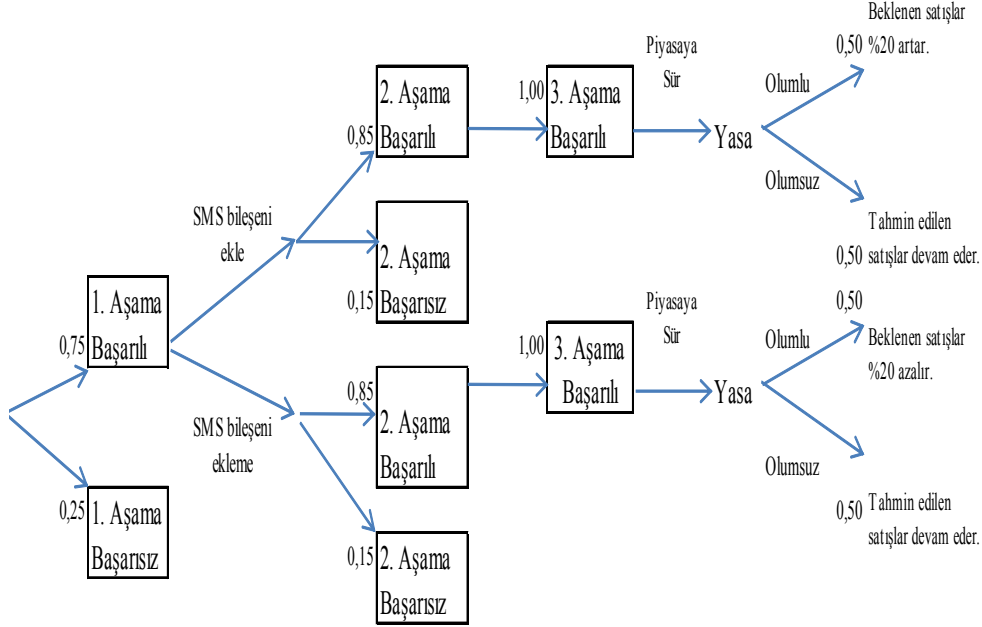 Beklenen satışlar
0,50 %20 artar.
Piyasaya
Sür
Olumlu
2. Aşama
0,85 Başarılı
1,00 3. Aşama
Başarılı
Yasa
Olumsuz
Tahmin edilen
0,50 satışlar devam eder.
SMS bileşeni
ekle
2. Aşama
0,15 Başarısız
1. Aşama
0,75 Başarılı
Piyasaya
Sür
0,50
Olumlu
Beklenen satışlar
%20 azalır.
1,00 3. Aşama
Başarılı
Yasa
0,85
2. Aşama
Başarılı
SMS bileşeni
ekleme
Olumsuz
0,50 Tahmin edilen
satışlar devam eder.
0,25 1. Aşama
Başarısız
0,15 2. Aşama
Başarısız